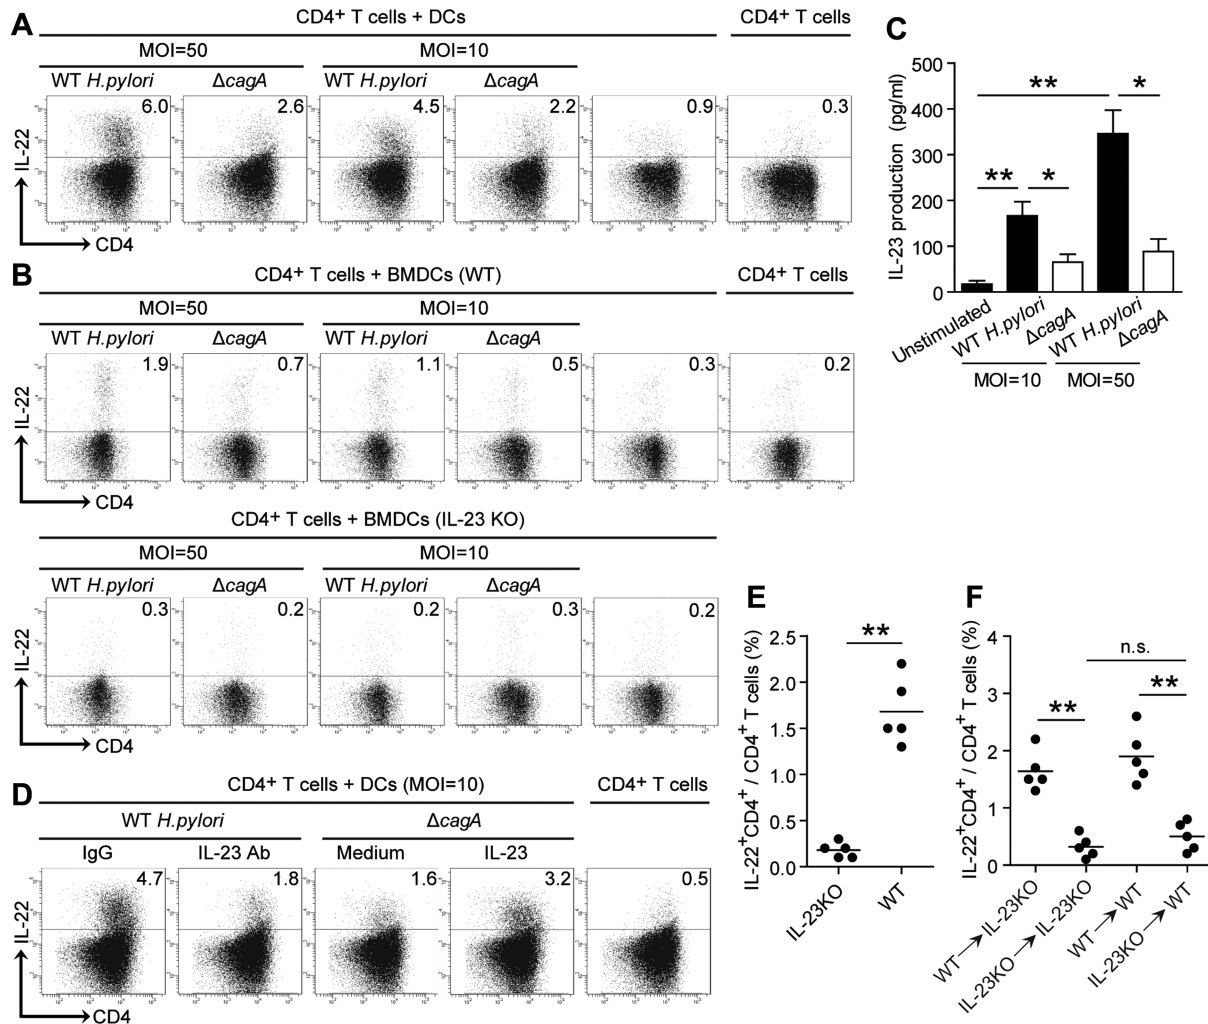 A
CD4+ T cells + DCs
CD4+ T cells
MOI=50
MOI=10
WT H.pylori
ΔcagA
WT H.pylori
ΔcagA
6.0
2.6
4.5
2.2
0.9
0.3
IL-22
CD4
B
CD4+ T cells + BMDCs (WT)
CD4+ T cells
MOI=50
MOI=10
WT H.pylori
ΔcagA
WT H.pylori
ΔcagA
1.9
0.7
1.1
0.5
0.3
0.2
IL-22
CD4
CD4+ T cells + BMDCs (IL-23 KO)
MOI=50
MOI=10
WT H.pylori
ΔcagA
WT H.pylori
ΔcagA
0.3
0.2
0.2
0.3
0.2
IL-22
CD4
C
IL-23 production (pg/ml)
500
400
300
200
100
0
**
*
**
*
Unstimulated
WT H.pylori
ΔcagA
WT H.pylori
ΔcagA
MOI=10
MOI=50
D
CD4+ T cells + DCs (MOI=10)
CD4+ T cells
WT H.pylori
ΔcagA
IgG
IL-23 Ab
Medium
IL-23
4.7
1.8
1.6
3.2
0.5
IL-22
CD4
E
IL-22+CD4+ / CD4+ T cells (%)
2.5
2.0
1.5
1.0
0.5
0.0
**
IL-23KO
WT
F
IL-22+CD4+ / CD4+ T cells (%)
4
3
2
1
0
n.s.
**
**
WT→IL-23KO
IL-23KO→IL-23KO
WT→WT
IL-23KO→WT